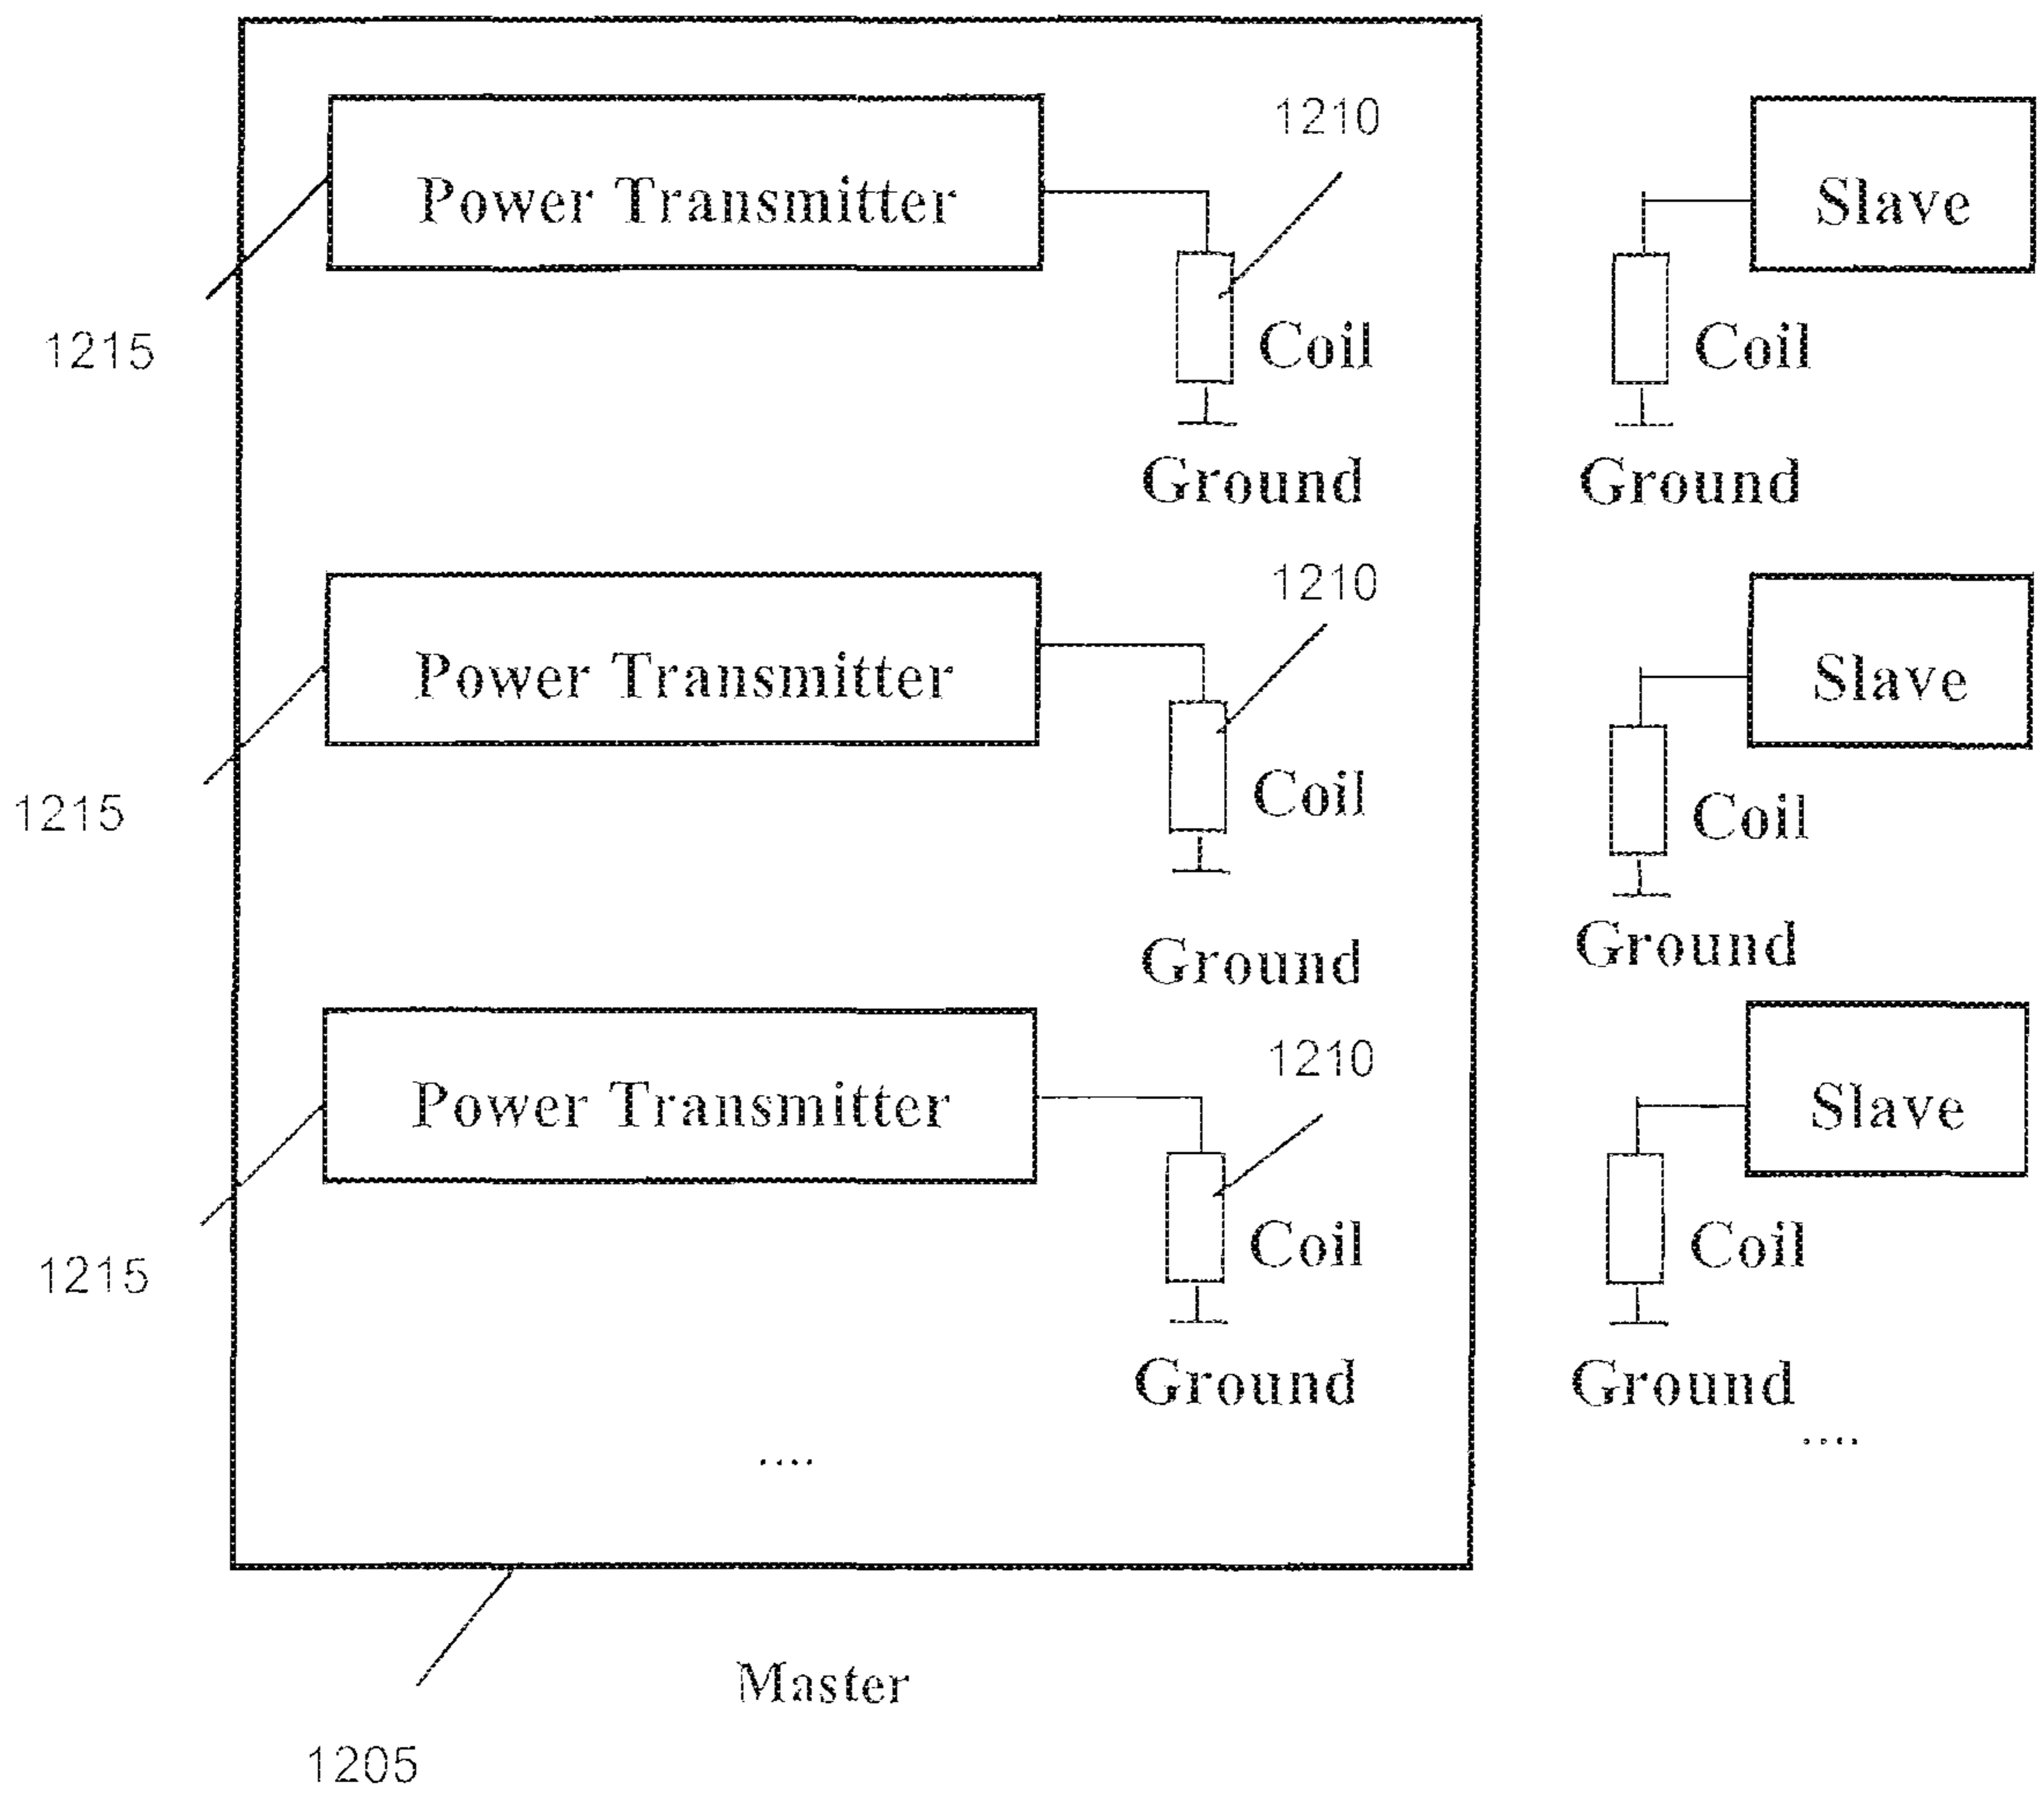 1210
Power Transmitter
Slave
1215
Coil
Coil
Ground
Ground
1210
Power Transmitter
Slave
1215
Coil
Coil
Ground
Ground
1210
Power Transmitter
Slave
1215
Coil
Coil
Ground
Ground
....
....
Master
1205